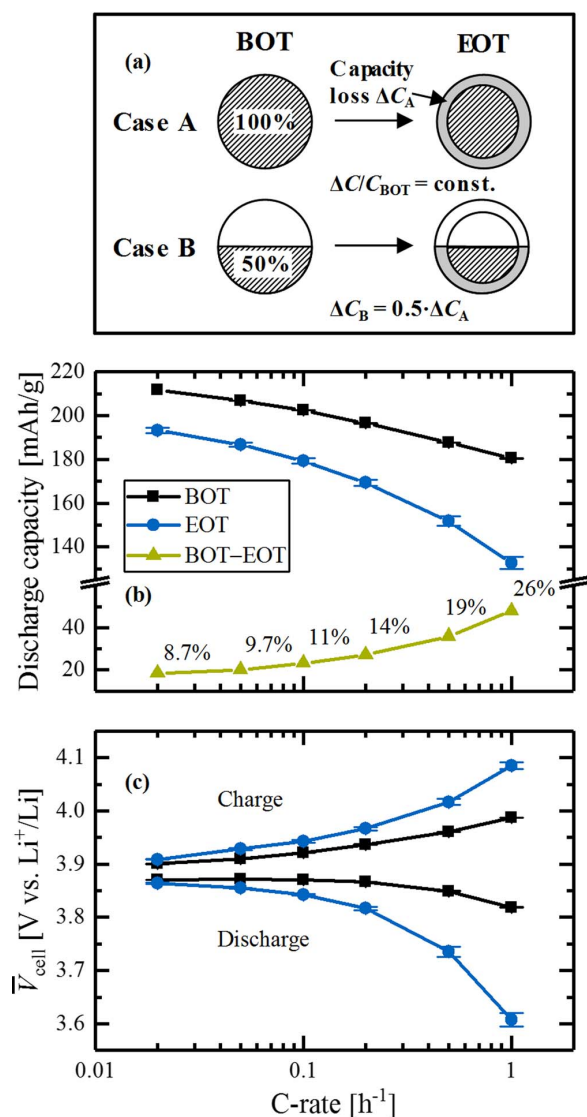 BOT
EOT
(a)
Capacity
loss ΔC_A
Case A
100%
ΔC/C_BOT = const.
Case B
50%
ΔC_B = 0.5·ΔC_A
220
200
180
160
140
40
20
Discharge capacity [mAh/g]
BOT
EOT
BOT−EOT
(b)
8.7%
9.7%
11%
14%
19%
26%
4.1
4.0
3.9
3.8
3.7
3.6
V̅_cell [V vs. Li⁺/Li]
(c)
Charge
Discharge
0.01
0.1
1
C-rate [h⁻¹]